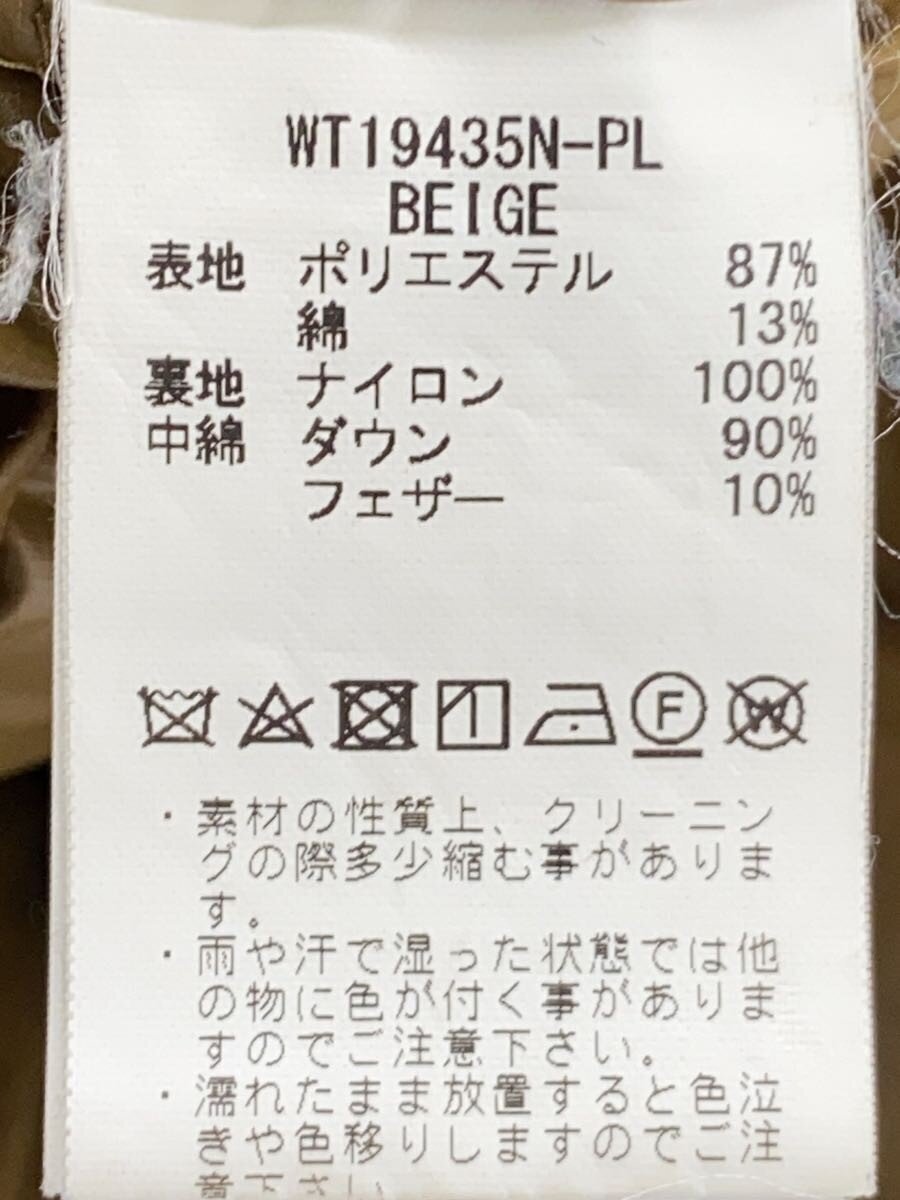 WT19435N-PL
BEIGE
表地 ポリエステル 87%
綿 13%
裏地 ナイロン 100%
中綿 ダウン 90%
フェザー 10%
F W
・素材の性質上、クリーニン
グの際多少縮む事がありま
す。
・雨や汗で湿った状態では他
の物に色が付く事がありま
すのでご注意下さい。
・濡れたまま放置すると色泣
きや色移りしますのでご注
意下さい